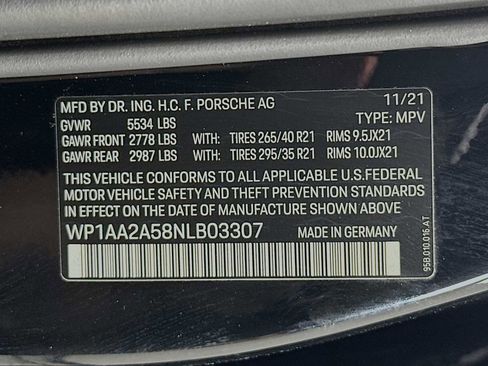 MFD BY DR. ING. H.C. F. PORSCHE AG 11/21
GVWR 5534 LBS TYPE: MPV
GAWR FRONT 2778 LBS WITH: TIRES 265/40 R21 RIMS 9.5JX21
GAWR REAR 2987 LBS WITH: TIRES 295/35 R21 RIMS 10.0JX21
THIS VEHICLE CONFORMS TO ALL APPLICABLE U.S.FEDERAL
MOTOR VEHICLE SAFETY AND THEFT PREVENTION STANDARDS
IN EFFECT ON THE DATE OF MANUFACTURE SHOWN ABOVE.
WP1AA2A58NLB03307 MADE IN GERMANY
95B.010.016.AT